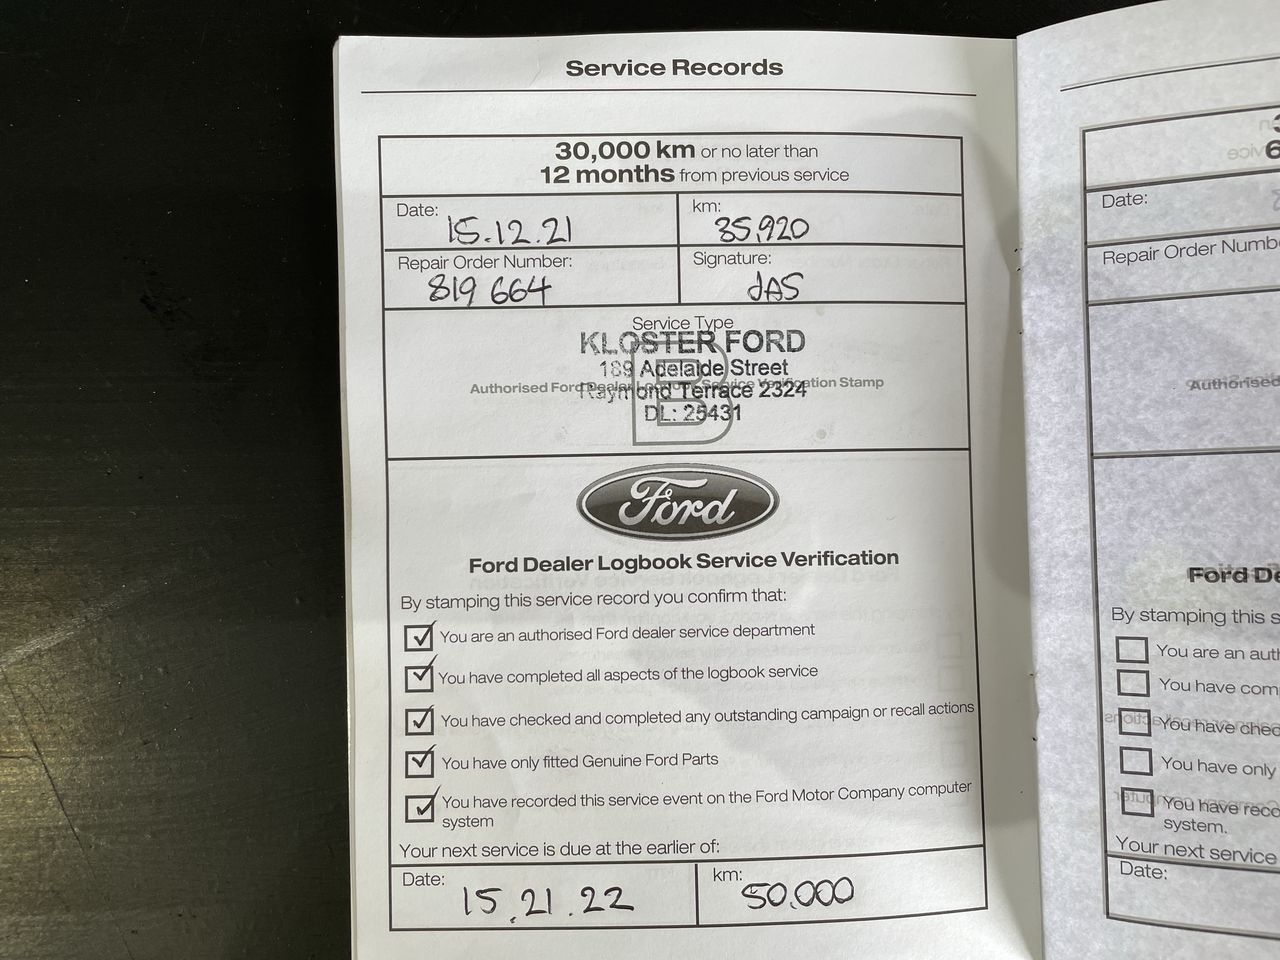 Service Records
30,000 km or no later than
12 months from previous service
Date: 15.12.21
km: 35,920
Repair Order Number: 819 664
Signature: JAS
Service Type
KLOSTER FORD
189 Adelaide Street
Authorised Ford Dealer Logbook Service Verification Stamp
Raymond Terrace 2324
DL: 25431
B
Ford
Ford Dealer Logbook Service Verification
By stamping this service record you confirm that:
You are an authorised Ford dealer service department
You have completed all aspects of the logbook service
You have checked and completed any outstanding campaign or recall actions
You have only fitted Genuine Ford Parts
You have recorded this service event on the Ford Motor Company computer
system
Your next service is due at the earlier of:
Date: 15.21.22
km: 50,000
Date:
Repair Order Numb
Authorised
Ford De
By stamping this s
You are an aut
You have com
You have chec
You have only
You have reco
system.
Your next service
Date: